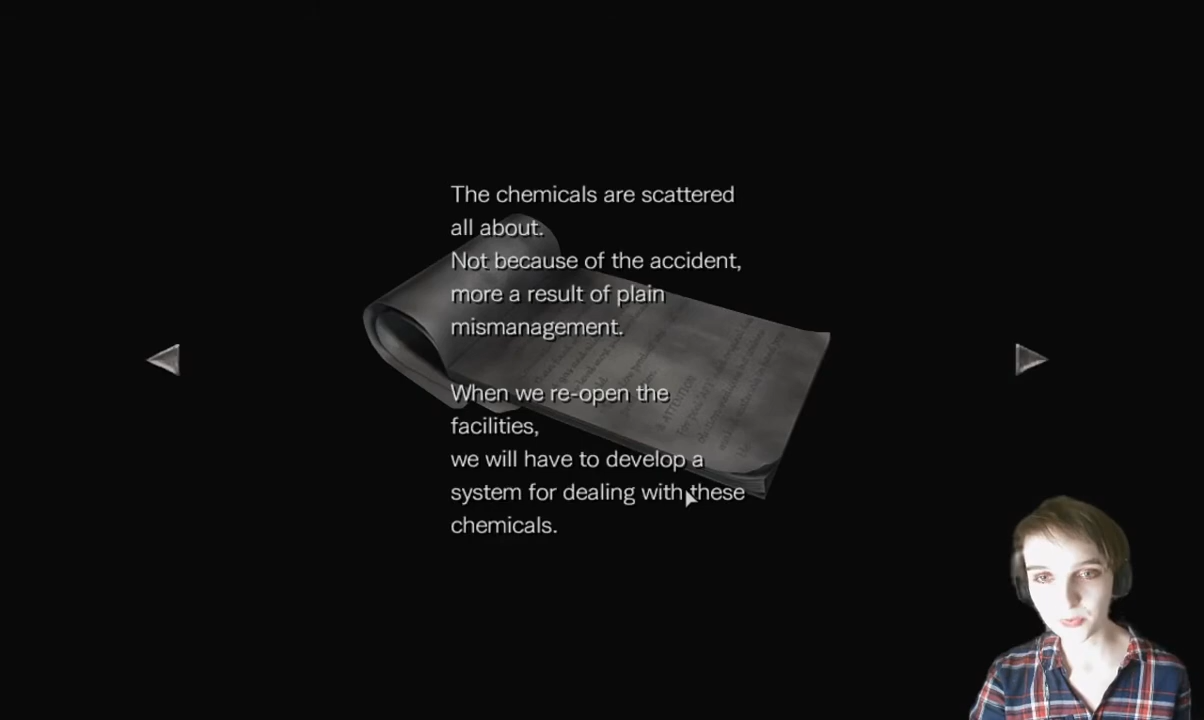 The chemicals are scattered
all about.
Not because of the accident,
more a result of plain
mismanagement.
When we re-open the
facilities,
we will have to develop a
system for dealing with these
chemicals.
ATTENTION